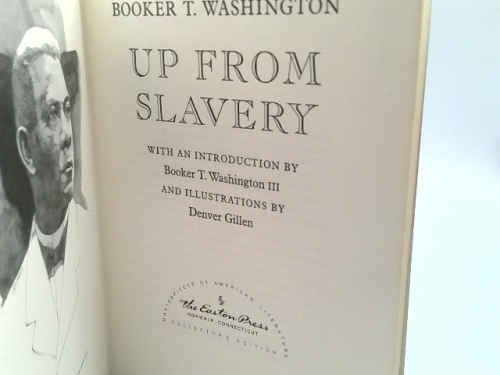 BOOKER T. WASHINGTON
UP FROM
SLAVERY
WITH AN INTRODUCTION BY
Booker T. Washington III
AND ILLUSTRATIONS BY
Denver Gillen
MASTERPIECES OF AMERICAN LITERATURE
The Easton Press
NORWALK, CONNECTICUT
COLLECTOR'S EDITION